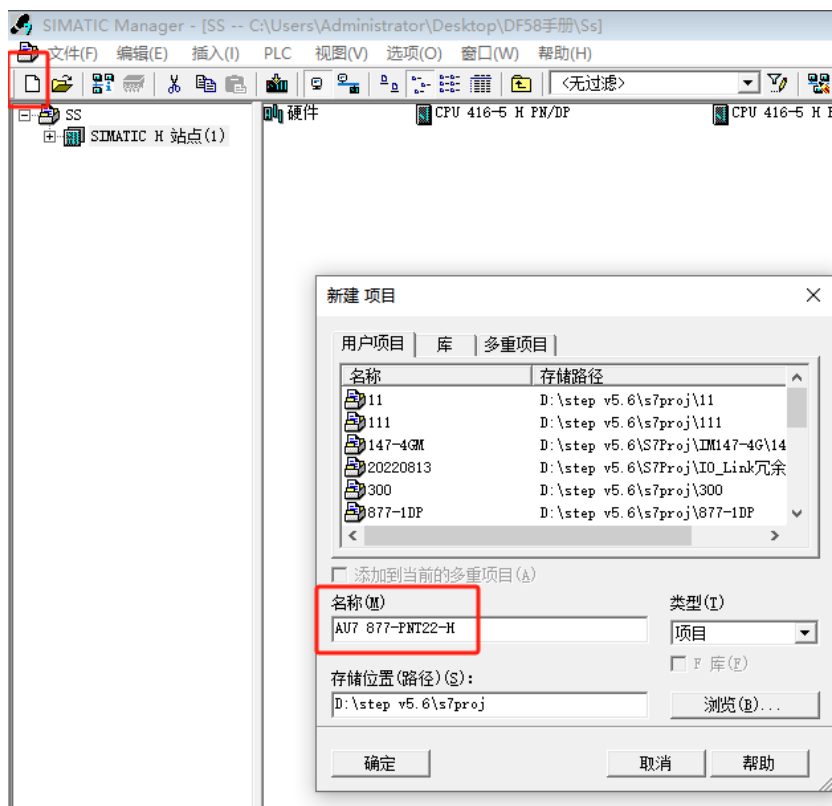 SIMATIC Manager - [SS -- C:\Users\Administrator\Desktop\DF58手册\Ss]
文件(F) 编辑(E) 插入(I) PLC 视图(V) 选项(O) 窗口(W) 帮助(H)
<无过滤>
SS
SIMATIC H 站点(1)
硬件 CPU 416-5 H PN/DP CPU 416-5 H
新建 项目
用户项目 库 多重项目
名称 存储路径
11 D:\step v5.6\s7proj\11
111 D:\step v5.6\s7proj\111
147-4GM D:\step v5.6\S7Proj\IM147-4G\14
20220813 D:\step v5.6\S7Proj\IO_Link冗余
300 D:\step v5.6\s7proj\300
877-1DP D:\step v5.6\s7proj\877-1DP
添加到当前的多重项目(A)
名称(M) 类型(T)
AU7 877-PNT22-H 项目
F 库(F)
存储位置(路径)(S):
D:\step v5.6\s7proj 浏览(B)...
确定 取消 帮助